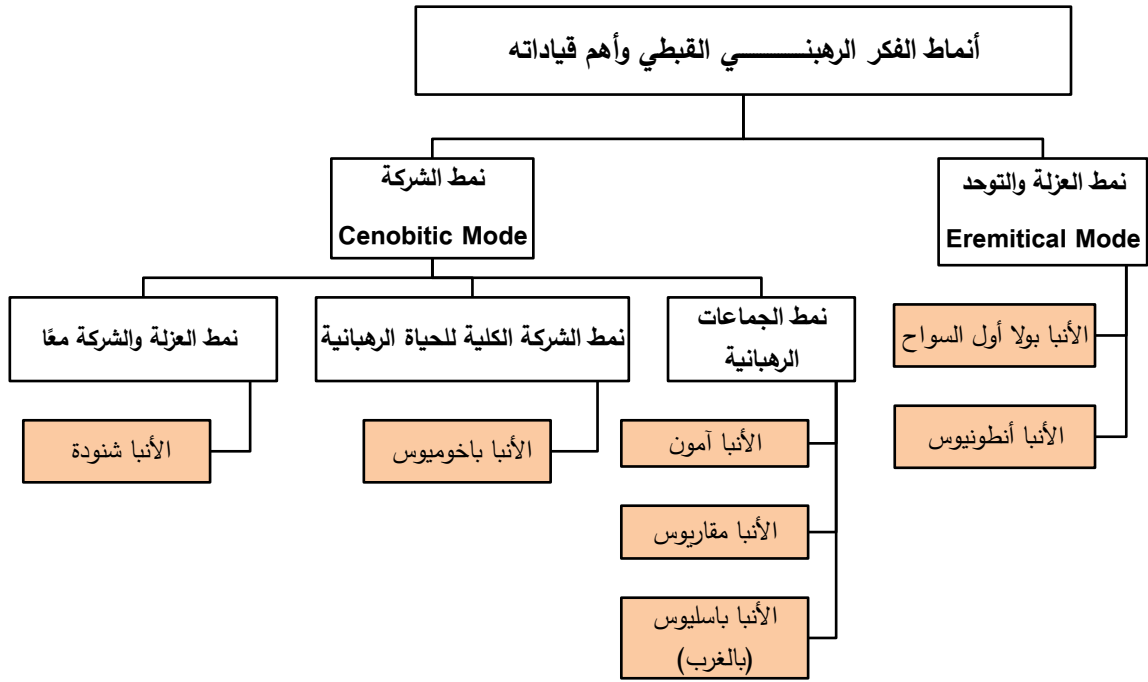 أنماط الفكر الرهبنــــــي القبطي وأهم قياداته
نمط العزلة والتوحد
Eremitical Mode
الأنبا بولا أول السواح
الأنبا أنطونيوس
نمط الشركة
Cenobitic Mode
نمط الجماعات
الرهبانية
الأنبا آمون
الأنبا مقاريوس
الأنبا باسليوس
(بالغرب)
نمط الشركة الكلية للحياة الرهبانية
الأنبا باخوميوس
نمط العزلة والشركة معًا
الأنبا شنودة